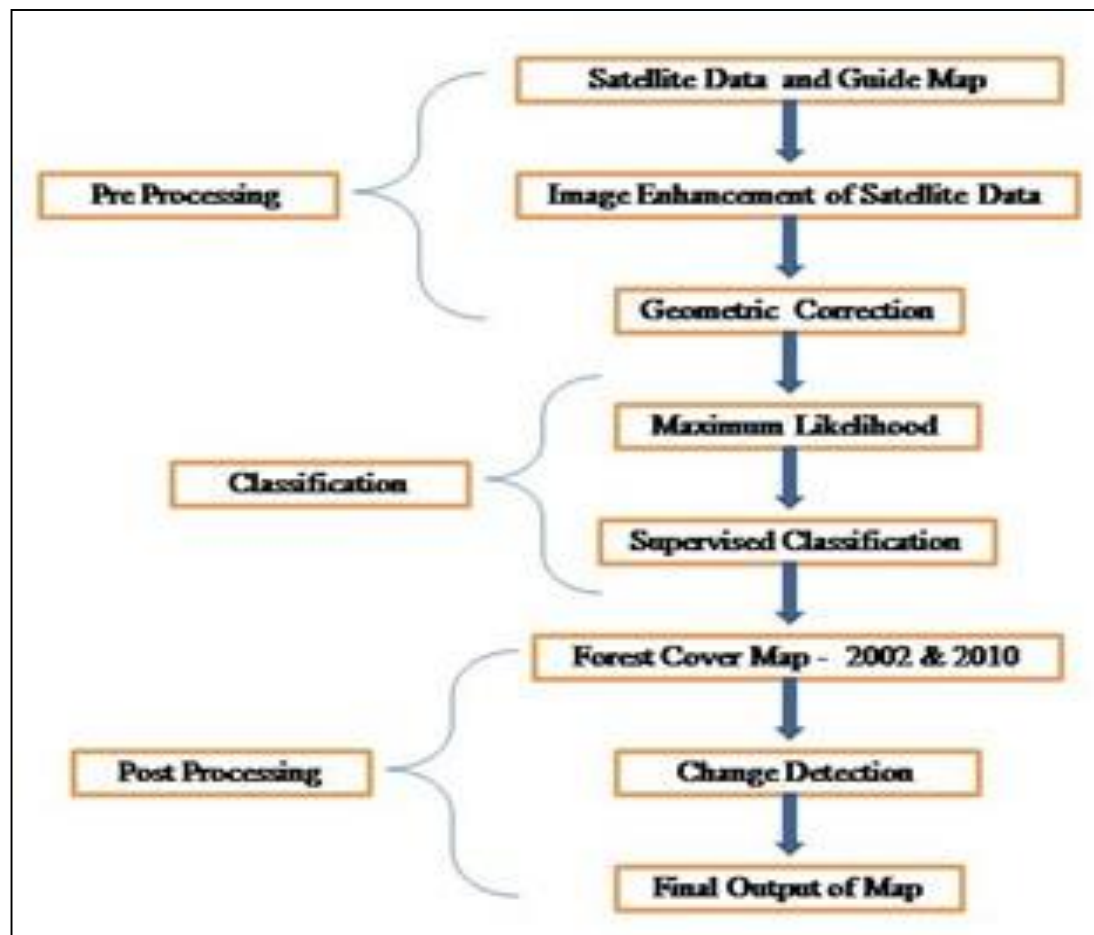 Satellite Data and Guide Map
Pre Processing
Image Enhancement of Satellite Data
Geometric Correction
Maximum Likelihood
Classification
Supervised Classification
Forest Cover Map - 2002 & 2010
Post Processing
Change Detection
Final Output of Map